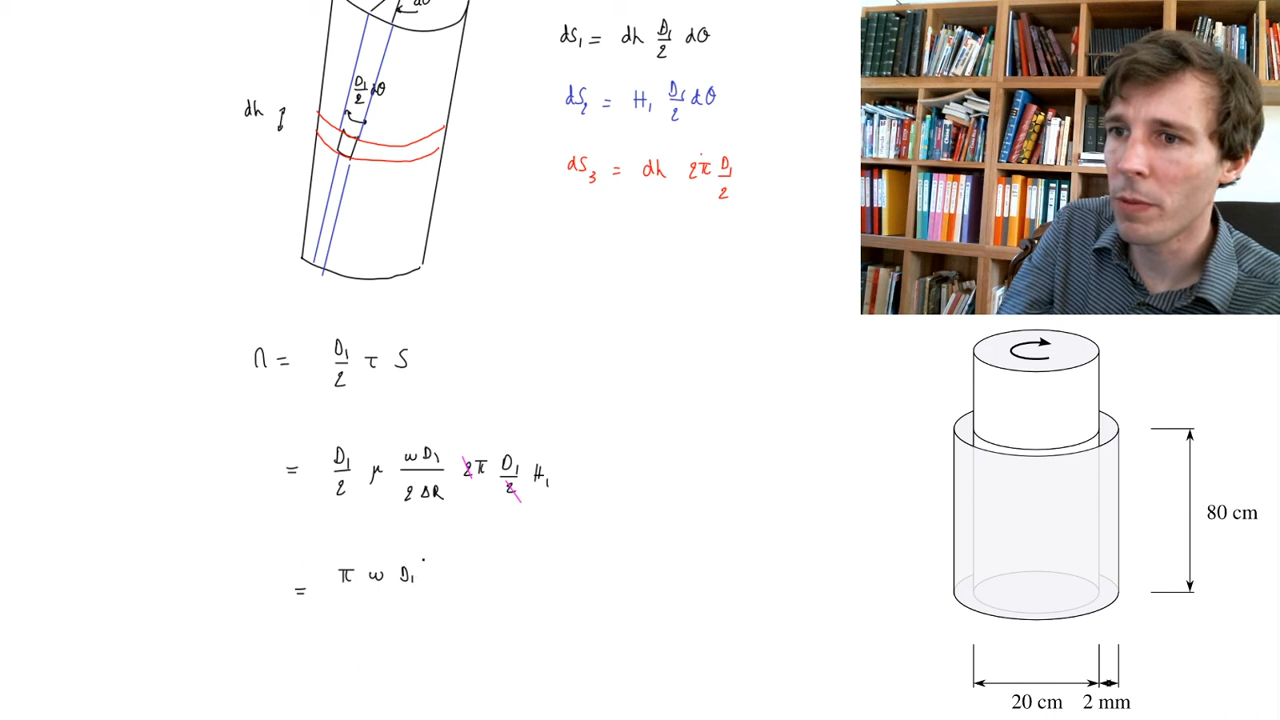 dθ
dS₁ = dh D₁/2 dθ
D₁/2 dθ
dS₂ = H₁ D₁/2 dθ
dh
dS₃ = dh 2π D₁/2
M = D₁/2 τ S
= D₁/2 μ ωD₁/2ΔR 2π D₁/2 H₁
= π ω D₁
80 cm
20 cm 2 mm